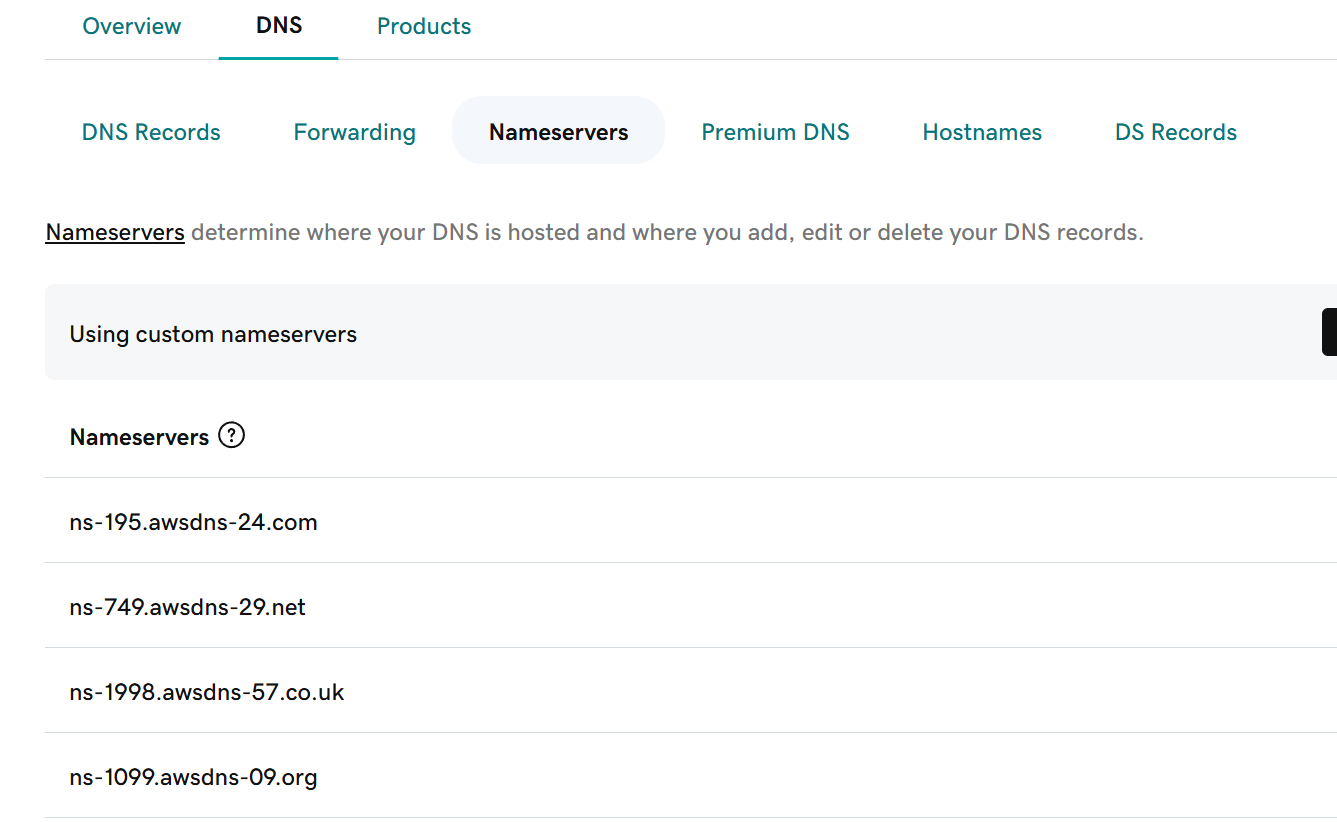 Overview DNS Products
DNS Records Forwarding Nameservers Premium DNS Hostnames DS Records
Nameservers determine where your DNS is hosted and where you add, edit or delete your DNS records.
Using custom nameservers
Nameservers ?
ns-195.awsdns-24.com
ns-749.awsdns-29.net
ns-1998.awsdns-57.co.uk
ns-1099.awsdns-09.org